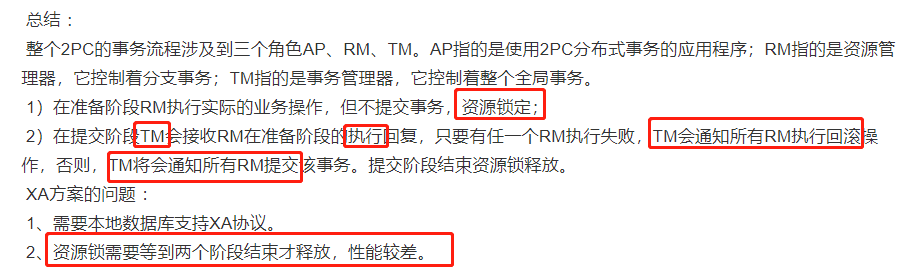 总结：
整个2PC的事务流程涉及到三个角色AP、RM、TM。AP指的是使用2PC分布式事务的应用程序；RM指的是资源管
理器，它控制着分支事务；TM指的是事务管理器，它控制着整个全局事务。
1）在准备阶段RM执行实际的业务操作，但不提交事务，资源锁定；
2）在提交阶段TM会接收RM在准备阶段的执行回复，只要有任一个RM执行失败，TM会通知所有RM执行回滚操
作，否则，TM将会通知所有RM提交该事务。提交阶段结束资源锁释放。
XA方案的问题：
1、需要本地数据库支持XA协议。
2、资源锁需要等到两个阶段结束才释放，性能较差。